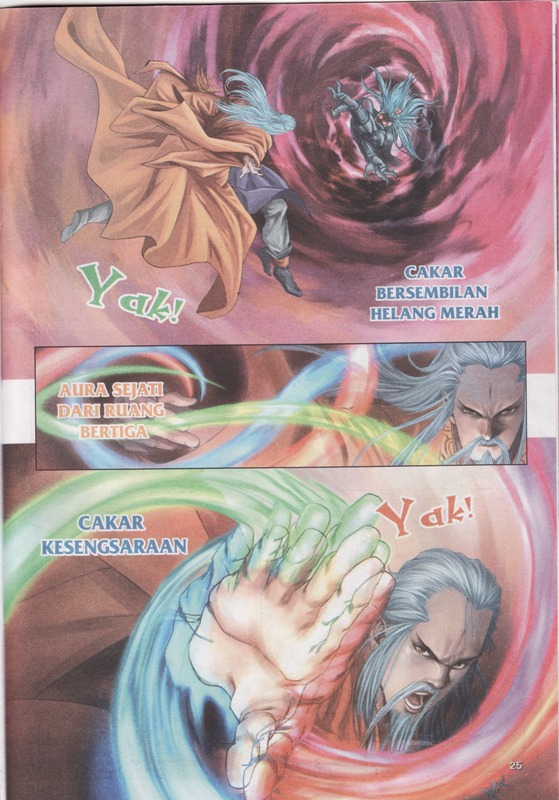 Yak!
CAKAR
BERSEMBILAN
HELANG MERAH
AURA SEJATI
DARI RUANG
BERTIGA
CAKAR
KESENGSARAAN
Yak!
25